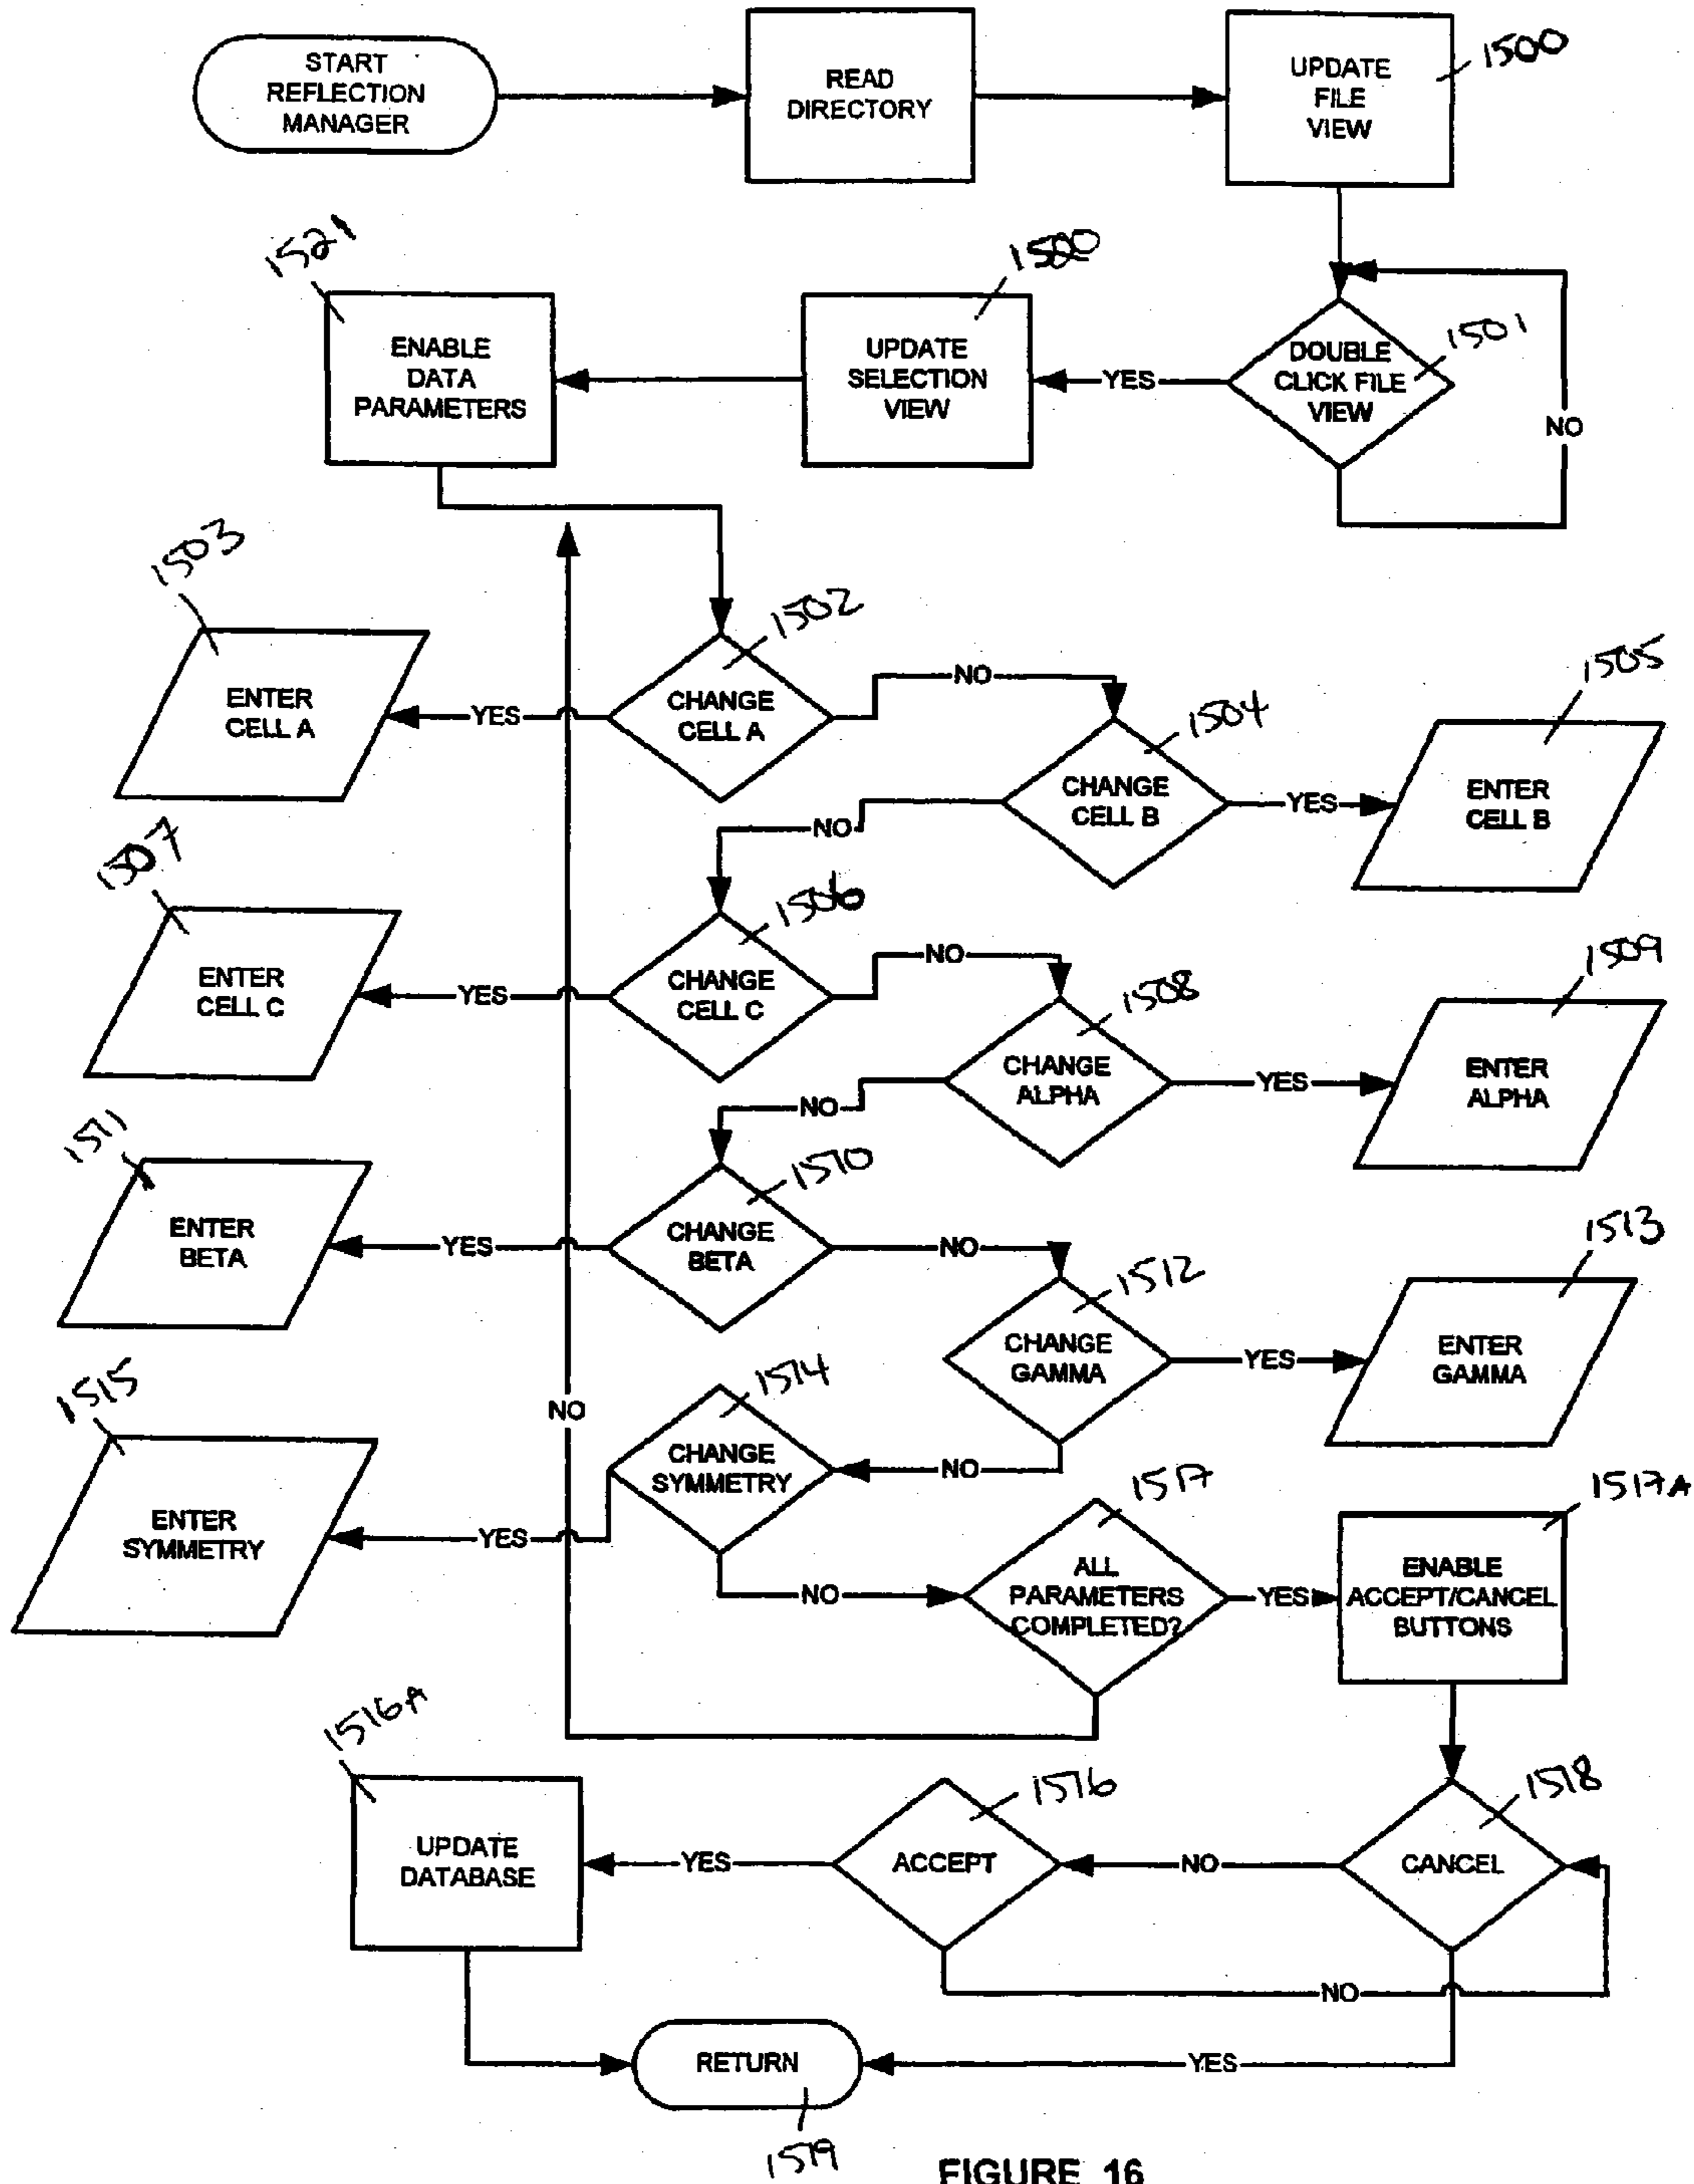 START
REFLECTION
MANAGER
READ
DIRECTORY
UPDATE
FILE
VIEW
1500
1521
ENABLE
DATA
PARAMETERS
1500
UPDATE
SELECTION
VIEW
YES
DOUBLE
CLICK FILE
VIEW
1501
NO
1503
ENTER
CELL A
YES
1502
CHANGE
CELL A
NO
1504
CHANGE
CELL B
YES
1505
ENTER
CELL B
NO
1507
ENTER
CELL C
YES
1506
CHANGE
CELL C
NO
1508
CHANGE
ALPHA
YES
1509
ENTER
ALPHA
NO
1511
ENTER
BETA
YES
1510
CHANGE
BETA
NO
1512
CHANGE
GAMMA
YES
1513
ENTER
GAMMA
NO
1515
ENTER
SYMMETRY
YES
1514
CHANGE
SYMMETRY
NO
NO
1517
ALL
PARAMETERS
COMPLETED?
YES
1517A
ENABLE
ACCEPT/CANCEL
BUTTONS
1516A
UPDATE
DATABASE
YES
1516
ACCEPT
NO
1518
CANCEL
NO
RETURN
YES
1519
FIGURE 16